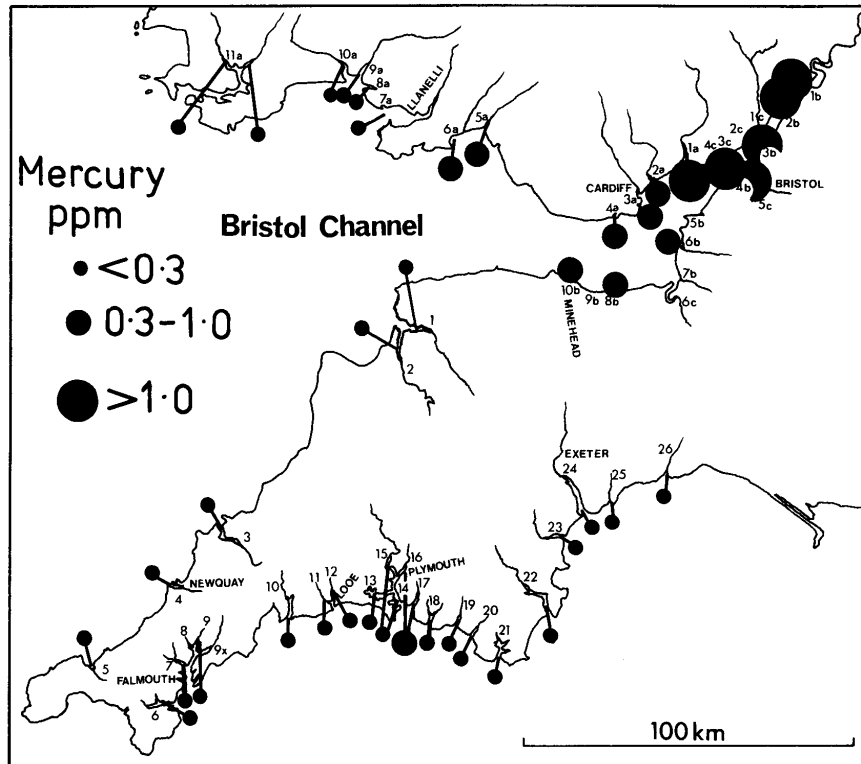 11a
10a
9a
8a
7a
LLANELLI
6a
5a
1b
2b
1c
2c
3c
4c
3b
4b
BRISTOL
5c
1a
2a
CARDIFF
3a
4a
5b
6b
7b
6c
8b
9b
10b
MINEHEAD
Mercury
ppm
<0·3
0·3-1·0
>1·0
Bristol Channel
1
2
3
NEWQUAY
4
5
8
9
9x
7
FALMOUTH
6
10
11
12
LOOE
13
14
15
16
PLYMOUTH
17
18
19
20
21
22
23
EXETER
24
25
26
100 km